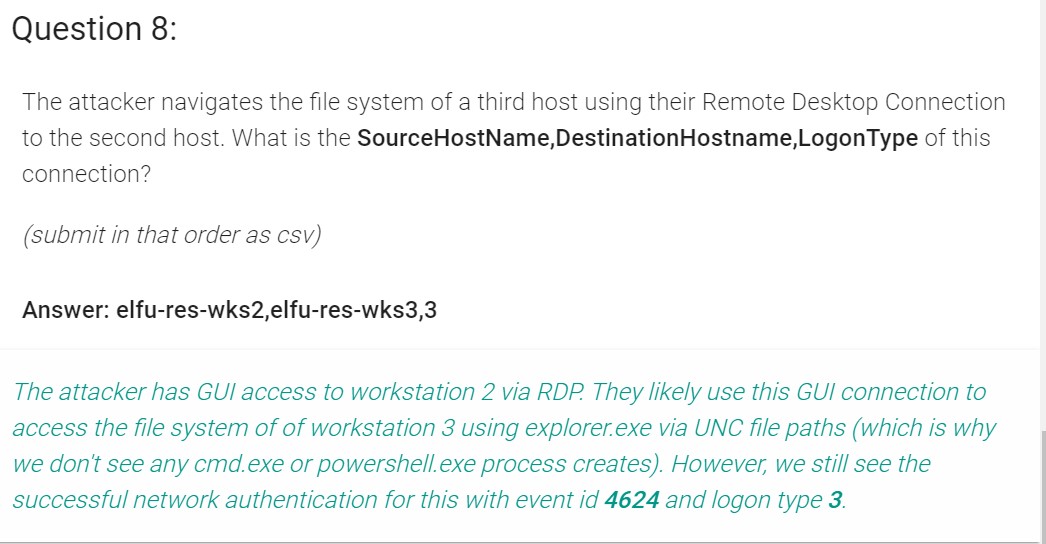 Question 8:
The attacker navigates the file system of a third host using their Remote Desktop Connection
to the second host. What is the SourceHostName,DestinationHostname,LogonType of this
connection?
(submit in that order as csv)
Answer: elfu-res-wks2,elfu-res-wks3,3
The attacker has GUI access to workstation 2 via RDP. They likely use this GUI connection to
access the file system of of workstation 3 using explorer.exe via UNC file paths (which is why
we don't see any cmd.exe or powershell.exe process creates). However, we still see the
successful network authentication for this with event id 4624 and logon type 3.